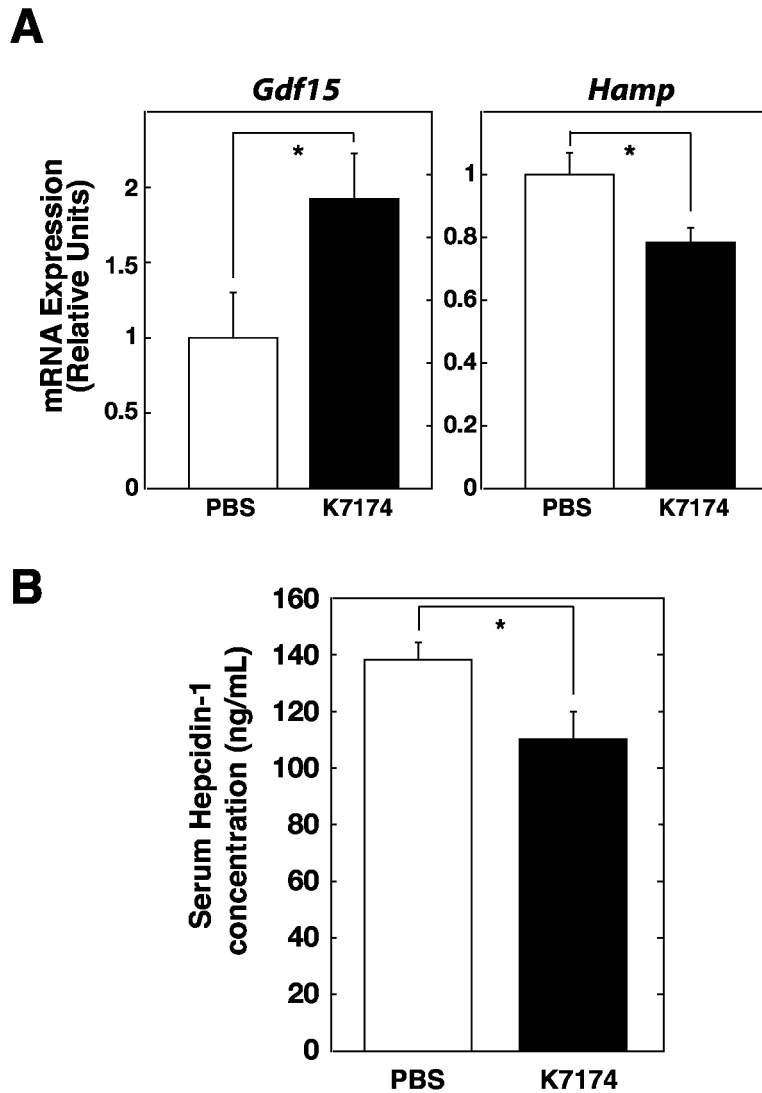 A
Gdf15
Hamp
mRNA Expression
(Relative Units)
2
1.5
1
0.5
0
*
PBS
K7174
1
0.8
0.6
0.4
0.2
0
*
PBS
K7174
B
Serum Hepcidin-1
concentration (ng/mL)
160
140
120
100
80
60
40
20
0
*
PBS
K7174